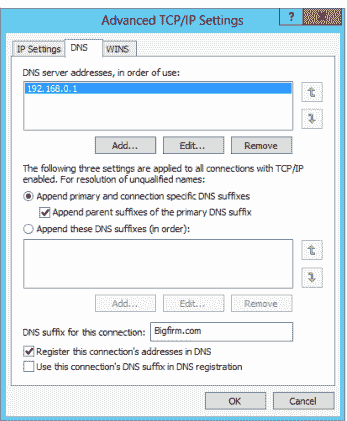 Advanced TCP/IP Settings
?
IP Settings DNS WINS
DNS server addresses, in order of use:
192.168.0.1
Add... Edit... Remove
The following three settings are applied to all connections with TCP/IP
enabled. For resolution of unqualified names:
Append primary and connection specific DNS suffixes
Append parent suffixes of the primary DNS suffix
Append these DNS suffixes (in order):
Add... Edit... Remove
DNS suffix for this connection: Bigfirm.com
Register this connection's addresses in DNS
Use this connection's DNS suffix in DNS registration
OK Cancel